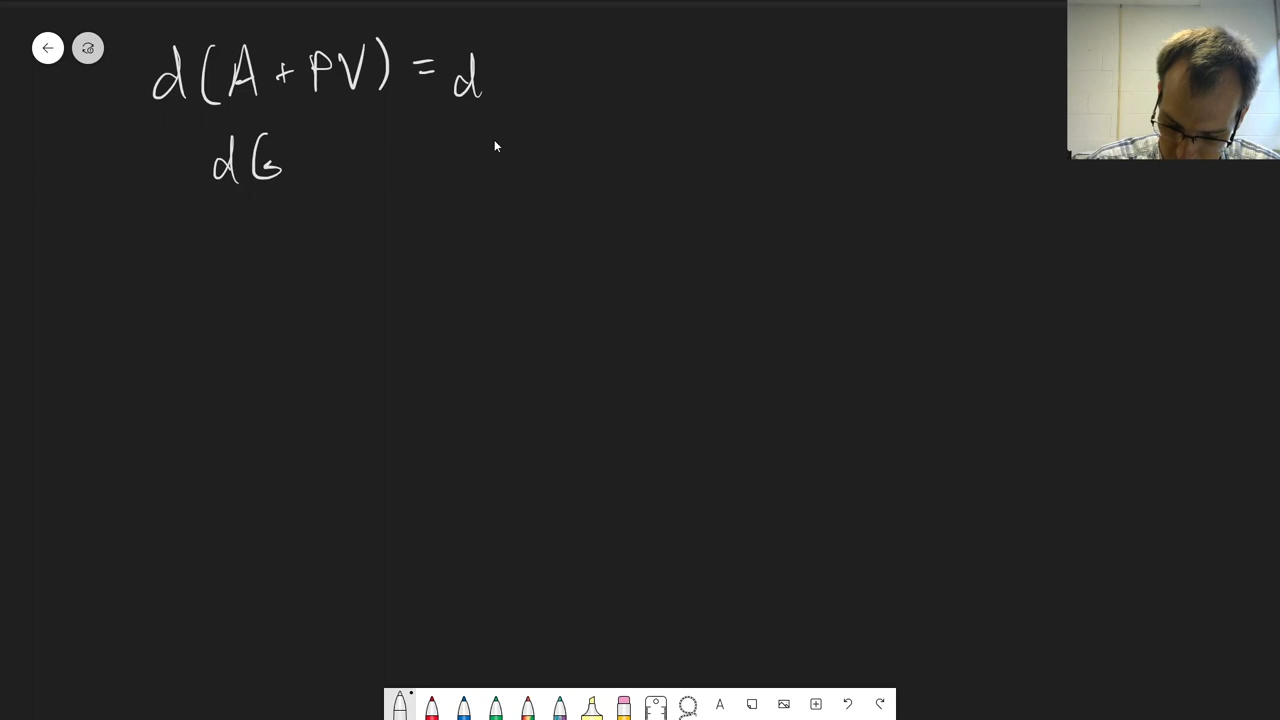 d(A + PV) = d
dG